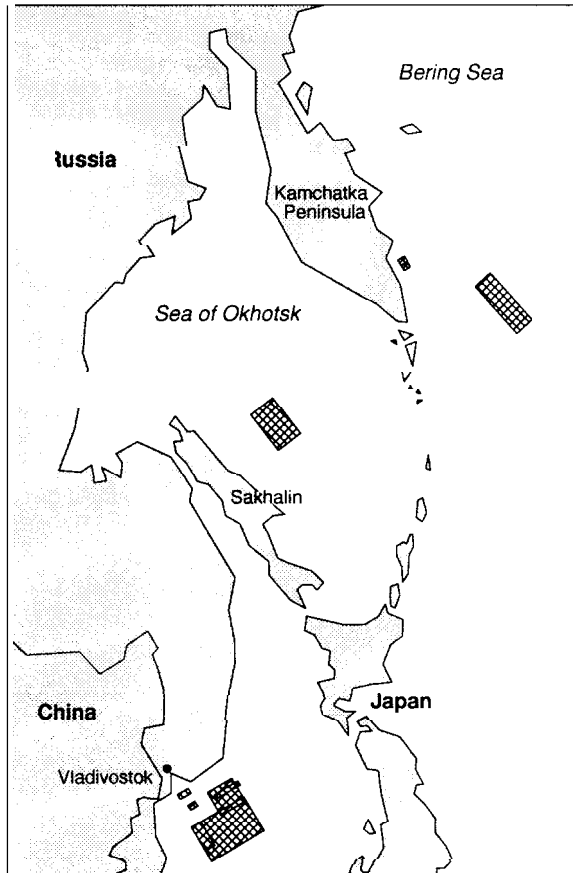 Bering Sea
Russia
Kamchatka
Peninsula
Sea of Okhotsk
Sakhalin
China
Japan
Vladivostok